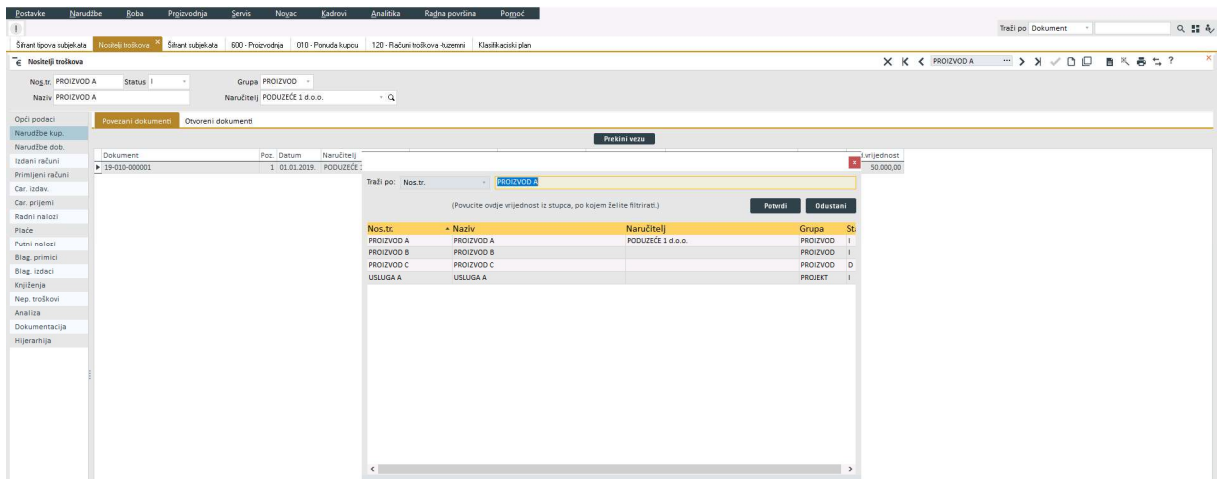 Postavke Narudžbe Roba Proizvodnja Servis Novac Kadrovi Analitika Radna površina Pomoć
Traži po Dokument
Šifrant tipova subjekata Nositelji troškova × Šifrant subjekata 600 - Proizvodnja 010 - Ponuda kupcu 120 - Računi troškova -tuzemni Klasifikaciski plan
Nositelji troškova
PROIZVOD A ... ?
Nos.tr. PROIZVOD A Status I Grupa PROIZVOD
Naziv PROIZVOD A Naručitelj PODUZEĆE 1 d.o.o.
Opći podaci
Narudžbe kup.
Narudžbe dob.
Izdani računi
Primljeni računi
Car. izdav.
Car. prijemi
Radni nalozi
Plaće
Putni nalozi
Blag. primici
Blag. izdaci
Knjiženja
Nep. troškovi
Analiza
Dokumentacija
Hijerarhija
Povezani dokumenti Otvoreni dokumenti
Prekini vezu
Dokument Poz. Datum Naručitelj vrijednost
19-010-000001 1 01.01.2019. PODUZEĆE 50.000,00
Traži po: Nos.tr. PROIZVOD A
(Povucite ovdje vrijednost iz stupca, po kojem želite filtrirati.) Potvrdi Odustani
Nos.tr. Naziv Naručitelj Grupa St
PROIZVOD A PROIZVOD A PODUZEĆE 1 d.o.o. PROIZVOD I
PROIZVOD B PROIZVOD B PROIZVOD I
PROIZVOD C PROIZVOD C PROIZVOD D
USLUGA A USLUGA A PROJEKT I